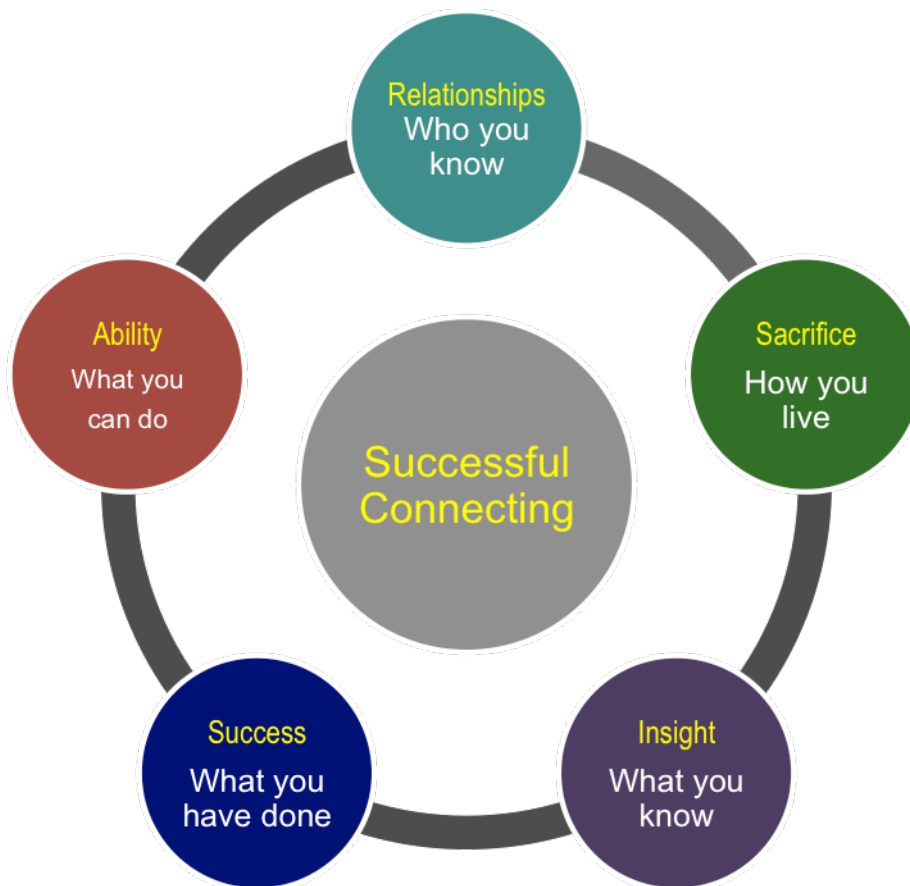 Relationships
Who you
know
Sacrifice
How you
live
Insight
What you
know
Success
What you
have done
Ability
What you
can do
Successful
Connecting